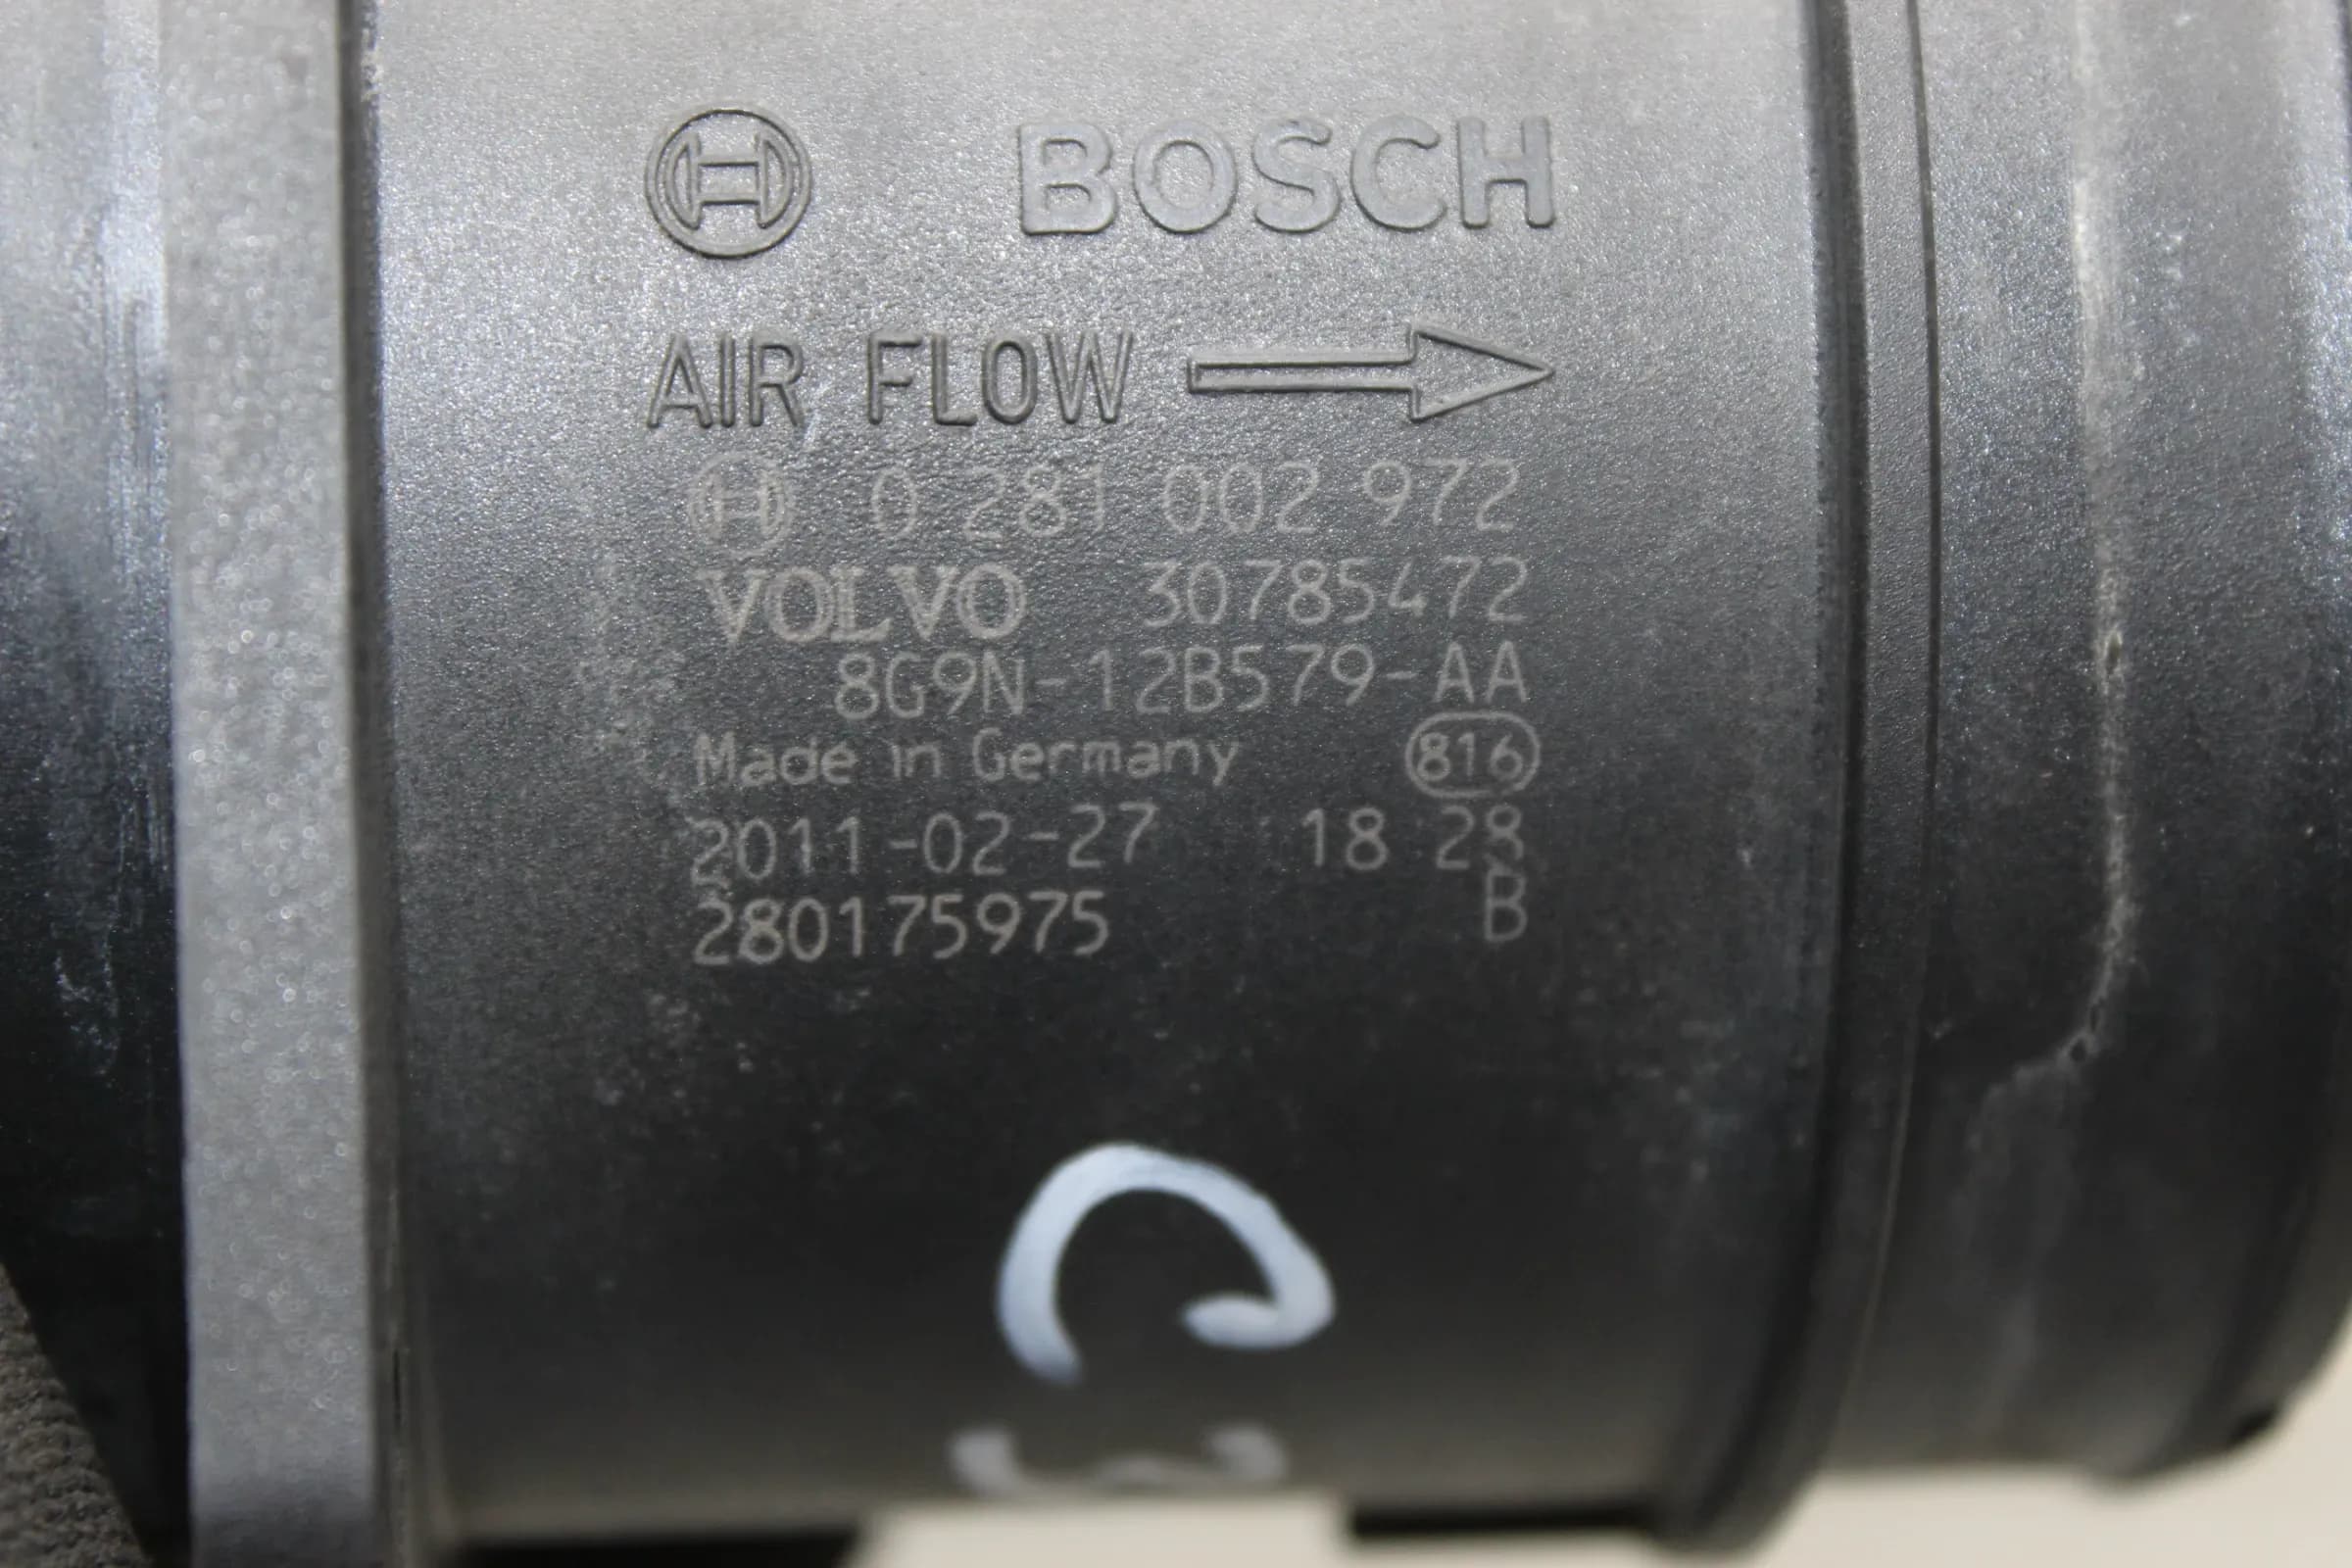 BOSCH
AIR FLOW
0 281 002 972
VOLVO 30785472
8G9N-12B579-AA
Made in Germany 816
2011-02-27 18 28
280175975 B